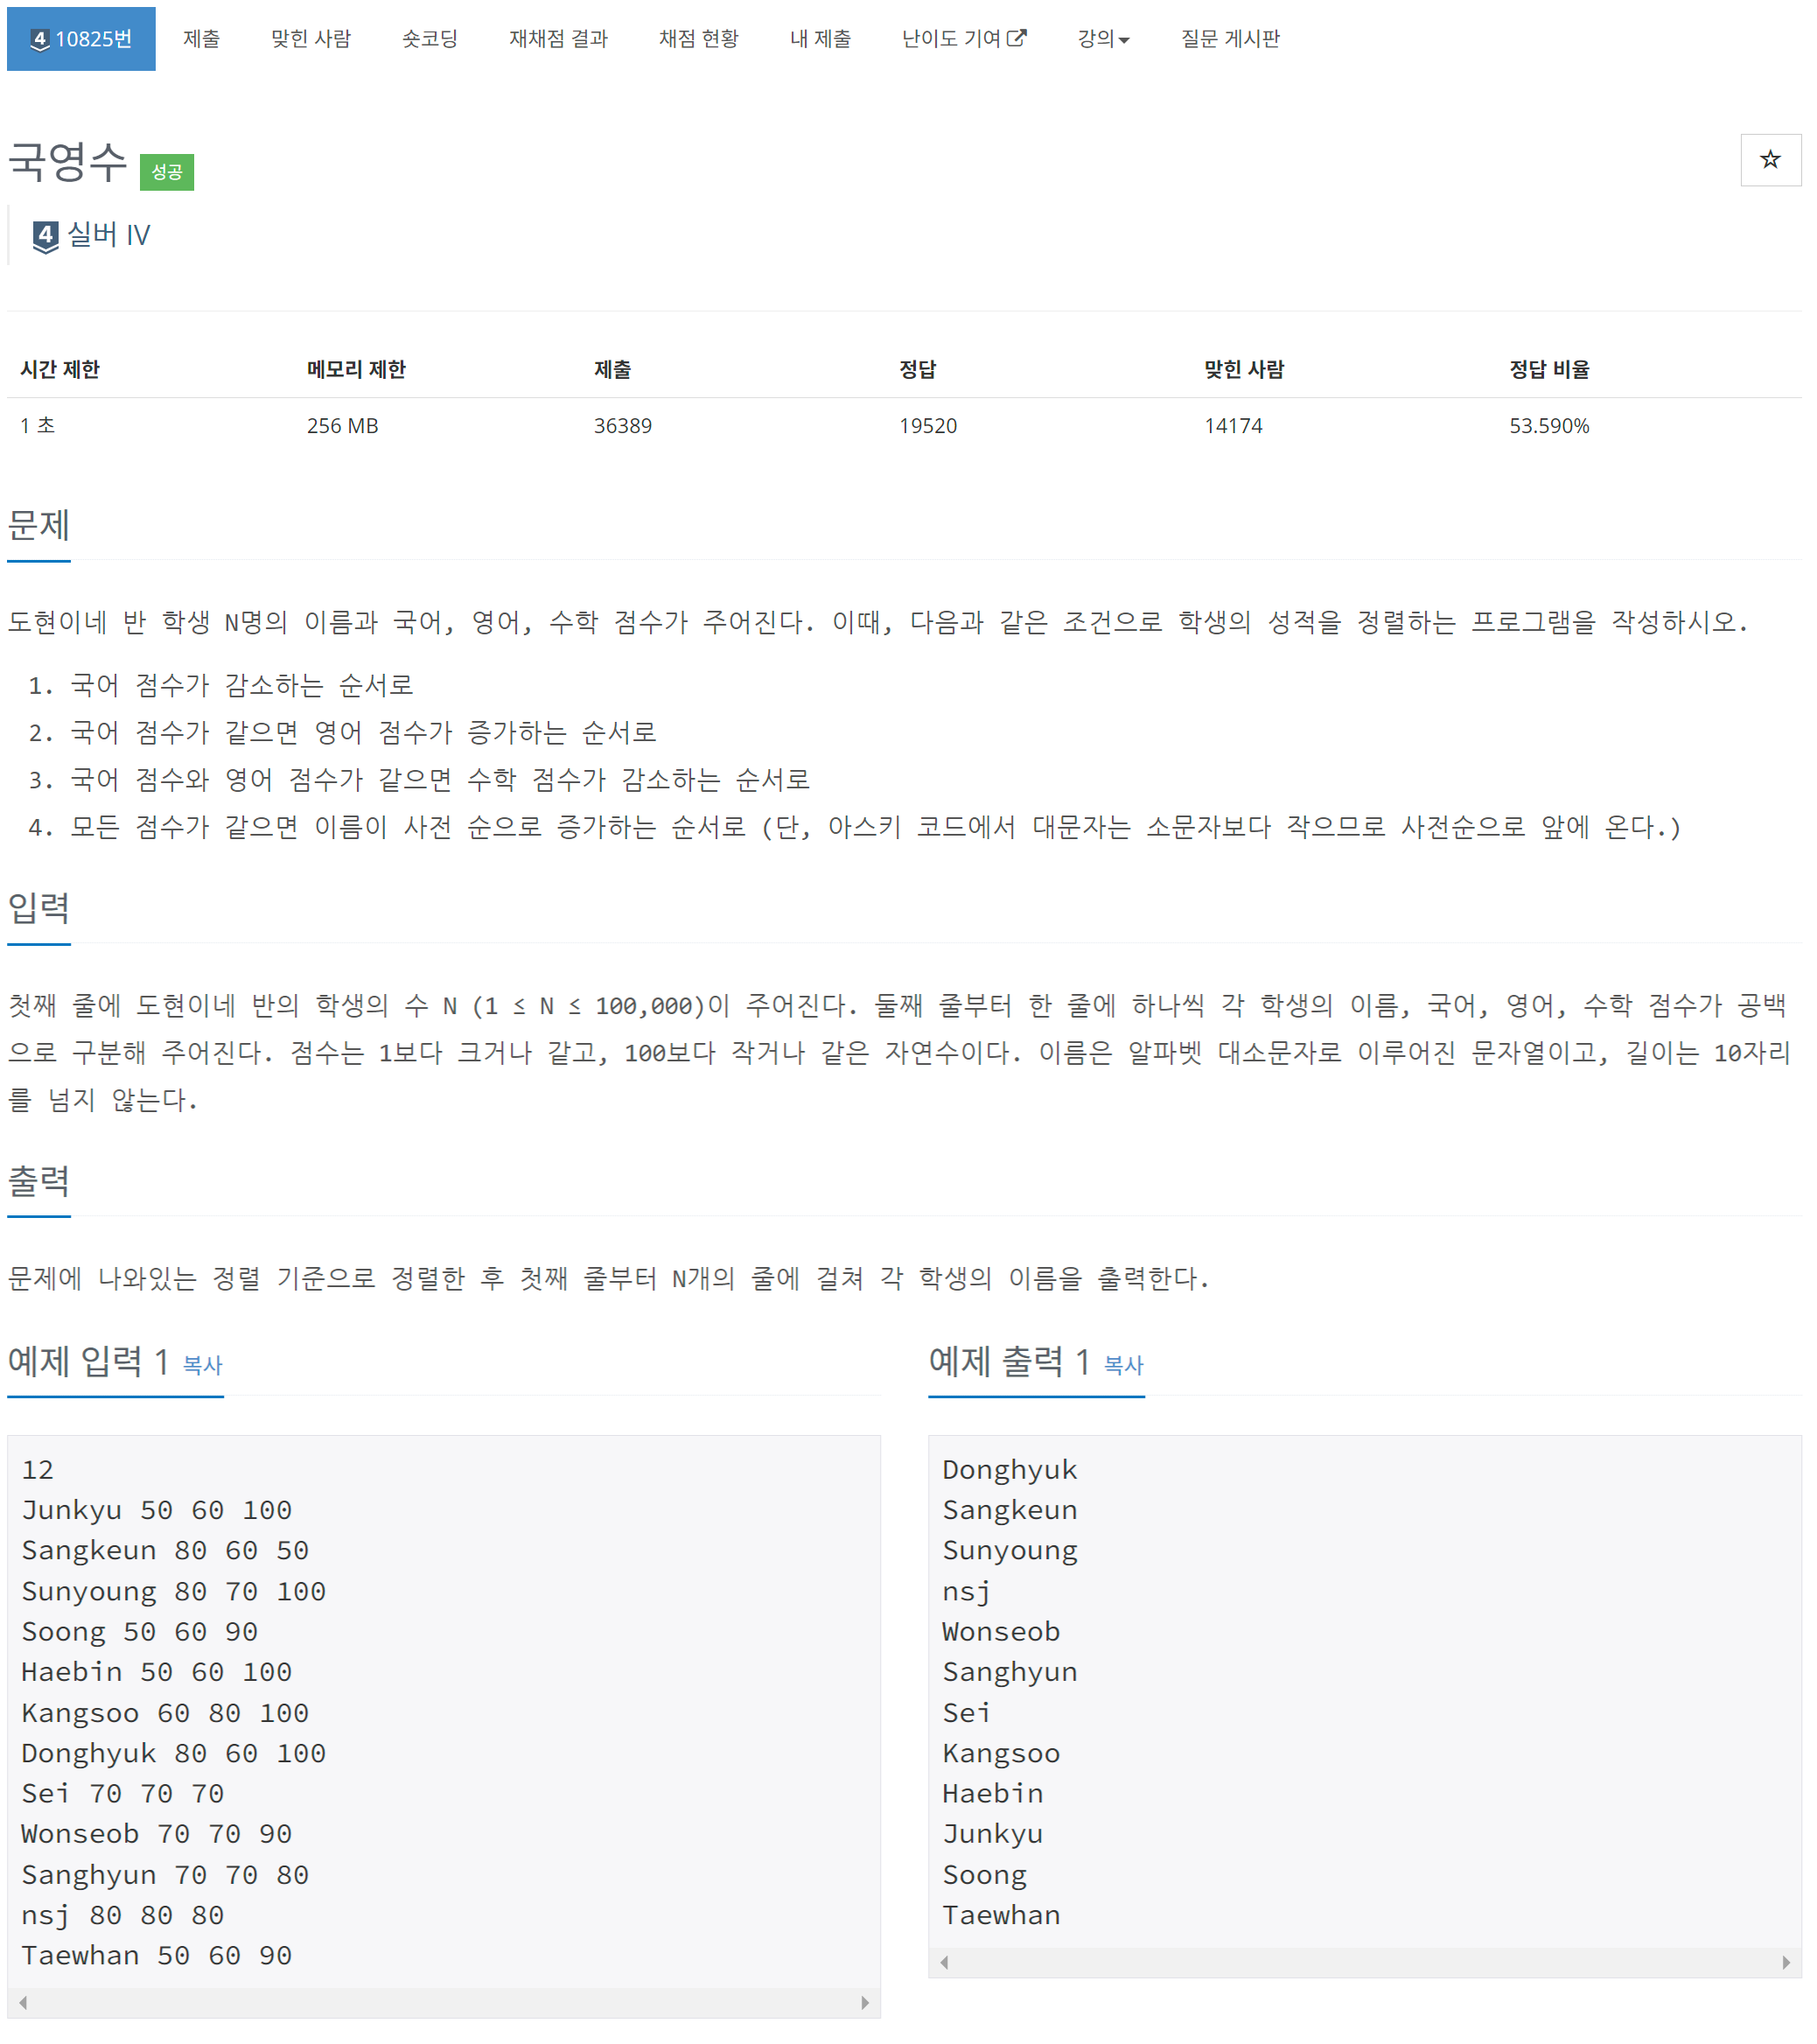 4 10825번 제출 맞힌 사람 숏코딩 재채점 결과 채점 현황 내 제출 난이도 기여 강의 질문 게시판
국영수 성공
4 실버 IV
시간 제한 메모리 제한 제출 정답 맞힌 사람 정답 비율
1 초 256 MB 36389 19520 14174 53.590%
문제
도현이네 반 학생 N명의 이름과 국어, 영어, 수학 점수가 주어진다. 이때, 다음과 같은 조건으로 학생의 성적을 정렬하는 프로그램을 작성하시오.
1. 국어 점수가 감소하는 순서로
2. 국어 점수가 같으면 영어 점수가 증가하는 순서로
3. 국어 점수와 영어 점수가 같으면 수학 점수가 감소하는 순서로
4. 모든 점수가 같으면 이름이 사전 순으로 증가하는 순서로 (단, 아스키 코드에서 대문자는 소문자보다 작으므로 사전순으로 앞에 온다.)
입력
첫째 줄에 도현이네 반의 학생의 수 N (1 ≤ N ≤ 100,000)이 주어진다. 둘째 줄부터 한 줄에 하나씩 각 학생의 이름, 국어, 영어, 수학 점수가 공백
으로 구분해 주어진다. 점수는 1보다 크거나 같고, 100보다 작거나 같은 자연수이다. 이름은 알파벳 대소문자로 이루어진 문자열이고, 길이는 10자리
를 넘지 않는다.
출력
문제에 나와있는 정렬 기준으로 정렬한 후 첫째 줄부터 N개의 줄에 걸쳐 각 학생의 이름을 출력한다.
예제 입력 1 복사
12
Junkyu 50 60 100
Sangkeun 80 60 50
Sunyoung 80 70 100
Soong 50 60 90
Haebin 50 60 100
Kangsoo 60 80 100
Donghyuk 80 60 100
Sei 70 70 70
Wonseob 70 70 90
Sanghyun 70 70 80
nsj 80 80 80
Taewhan 50 60 90
예제 출력 1 복사
Donghyuk
Sangkeun
Sunyoung
nsj
Wonseob
Sanghyun
Sei
Kangsoo
Haebin
Junkyu
Soong
Taewhan